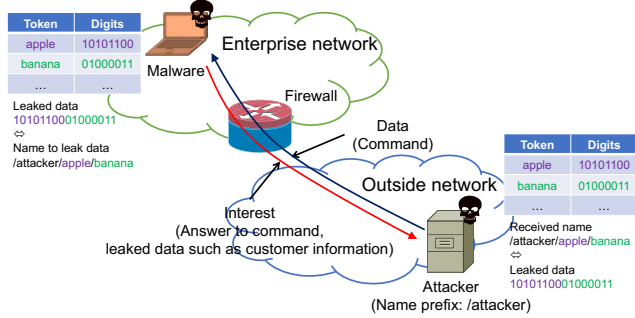 Token Digits
apple 10101100
banana 01000011
... ...
Malware
Enterprise network
Leaked data
1010110001000011
⇔
Name to leak data
/attacker/apple/banana
Firewall
Data
(Command)
Outside network
Interest
(Answer to command,
leaked data such as customer information)
Attacker
(Name prefix: /attacker)
Token Digits
apple 10101100
banana 01000011
... ...
Received name
/attacker/apple/banana
⇔
Leaked data
1010110001000011